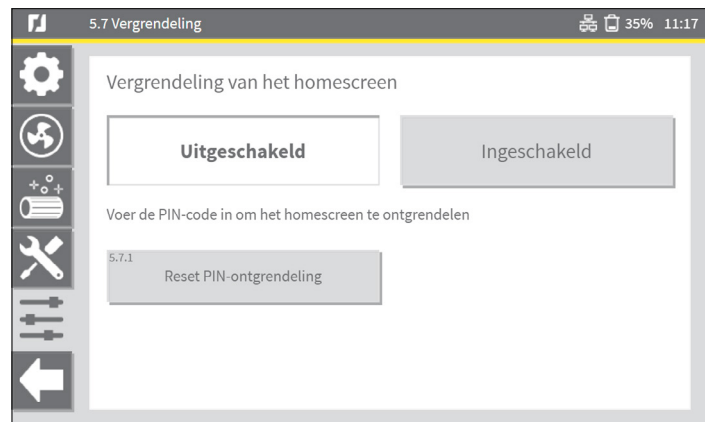 5.7 Vergrendeling 35% 11:17
Vergrendeling van het homescreen
Uitgeschakeld Ingeschakeld
Voer de PIN-code in om het homescreen te ontgrendelen
5.7.1
Reset PIN-ontgrendeling